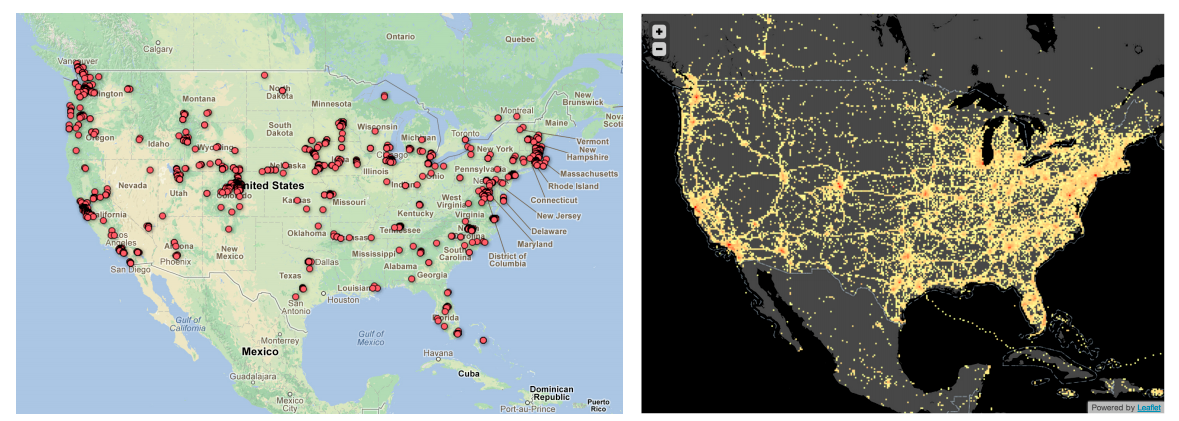 Ontario
Quebec
Calgary
Vancouver
New
Brunswick
North
Dakota
Montana
Minnesota
Montreal
Maine
Nova
Scoti
South
Dakota
Wisconsin
Toronto
Michigan
Vermont
New
Hampshire
Oregon
Idaho
Wyoming
New York
Massachusetts
Nebraska
Iowa
Chicago
Illinois
Ohio
Pennsylvania
Rhode Island
Nevada
Utah
United States
Colorado
Kansas
Missouri
West
Virginia
Connecticut
New Jersey
Kentucky
Virginia
Delaware
Maryland
California
Los
Angeles
Arizona
Phoenix
New
Mexico
Oklahoma
Tennessee
North
Carolina
South
Carolina
District of
Columbia
San Diego
Dallas
Mississippi
Alabama
Georgia
Texas
Louisiana
Houston
San
Antonio
Florida
Gulf of
California
Gulf of
Mexico
Monterrey
Mexico
Havana
Cuba
Guadalajara
Mexico
City
Dominican
Republic
Port-au-Prince
Puerto
Rico
+
−
Powered by Leaflet